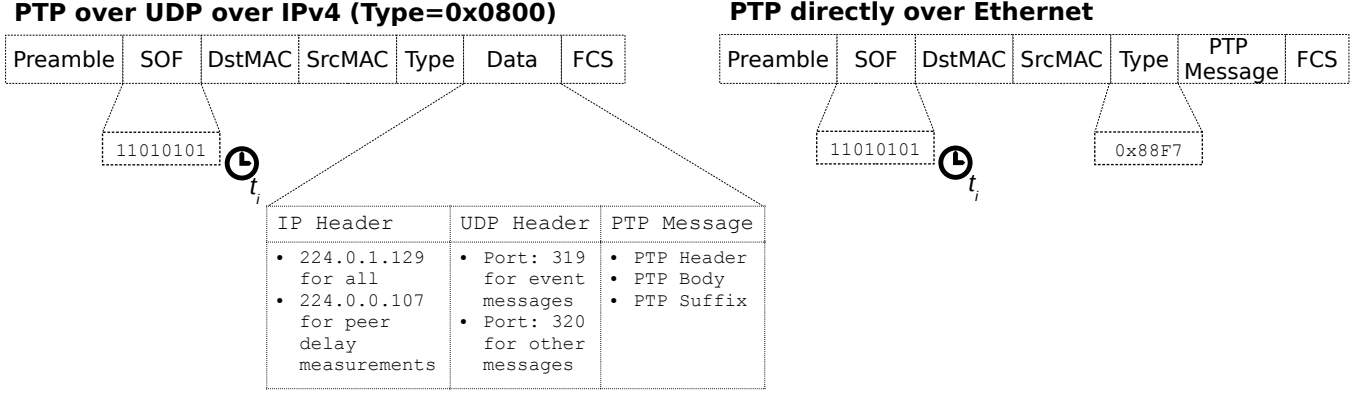 PTP over UDP over IPv4 (Type=0x0800)
Preamble SOF DstMAC SrcMAC Type Data FCS
11010101
t_i
IP Header UDP Header PTP Message
• 224.0.1.129
for all
• 224.0.0.107
for peer
delay
measurements
• Port: 319
for event
messages
• Port: 320
for other
messages
• PTP Header
• PTP Body
• PTP Suffix
PTP directly over Ethernet
Preamble SOF DstMAC SrcMAC Type PTP
Message FCS
11010101
t_i
0x88F7